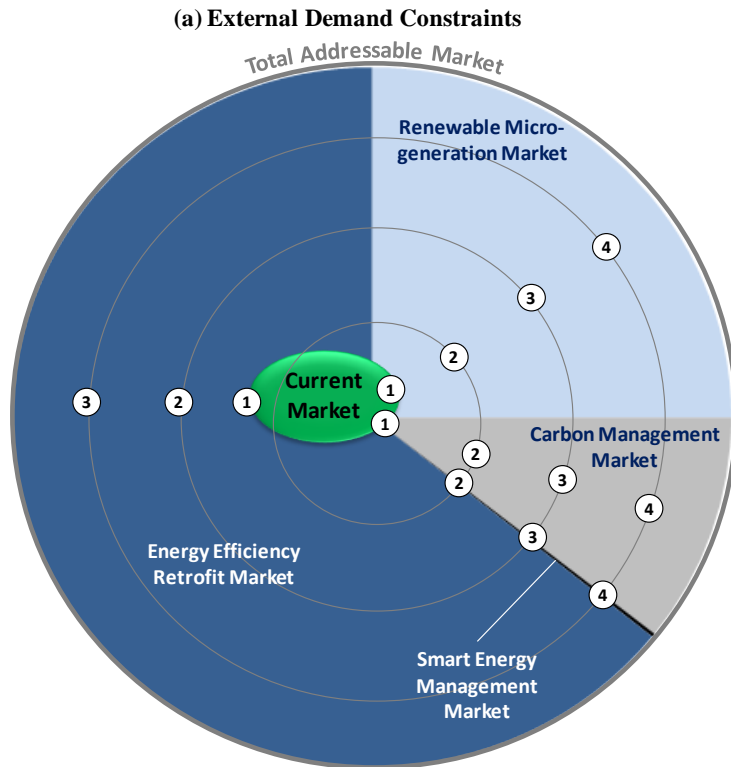 (a) External Demand Constraints
Total Addressable Market
Renewable Micro-
generation Market
4
3
2
Current
Market
1
1
1
2
3
Carbon Management
Market
2
2
3
4
3
4
Energy Efficiency
Retrofit Market
Smart Energy
Management
Market